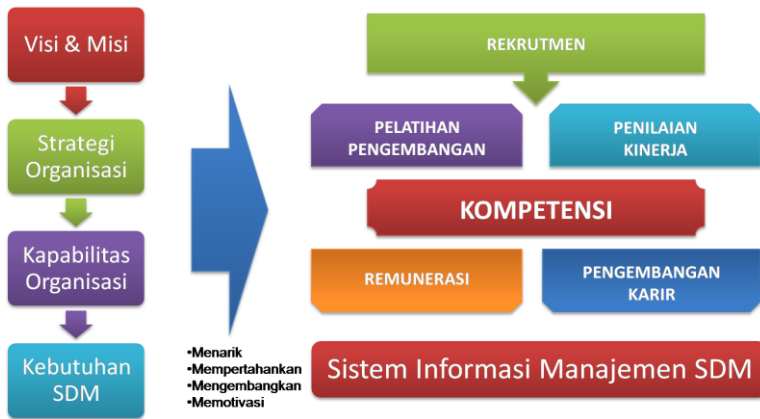 Visi & Misi
Strategi
Organisasi
Kapabilitas
Organisasi
Kebutuhan
SDM
•Menarik
•Mempertahankan
•Mengembangkan
•Memotivasi
REKRUTMEN
PELATIHAN
PENGEMBANGAN
PENILAIAN
KINERJA
KOMPETENSI
REMUNERASI
PENGEMBANGAN
KARIR
Sistem Informasi Manajemen SDM